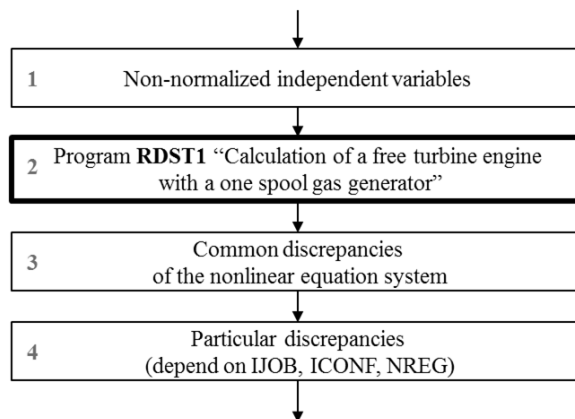 1 Non-normalized independent variables
2 Program RDST1 “Calculation of a free turbine engine
with a one spool gas generator”
3 Common discrepancies
of the nonlinear equation system
4 Particular discrepancies
(depend on IJOB, ICONF, NREG)